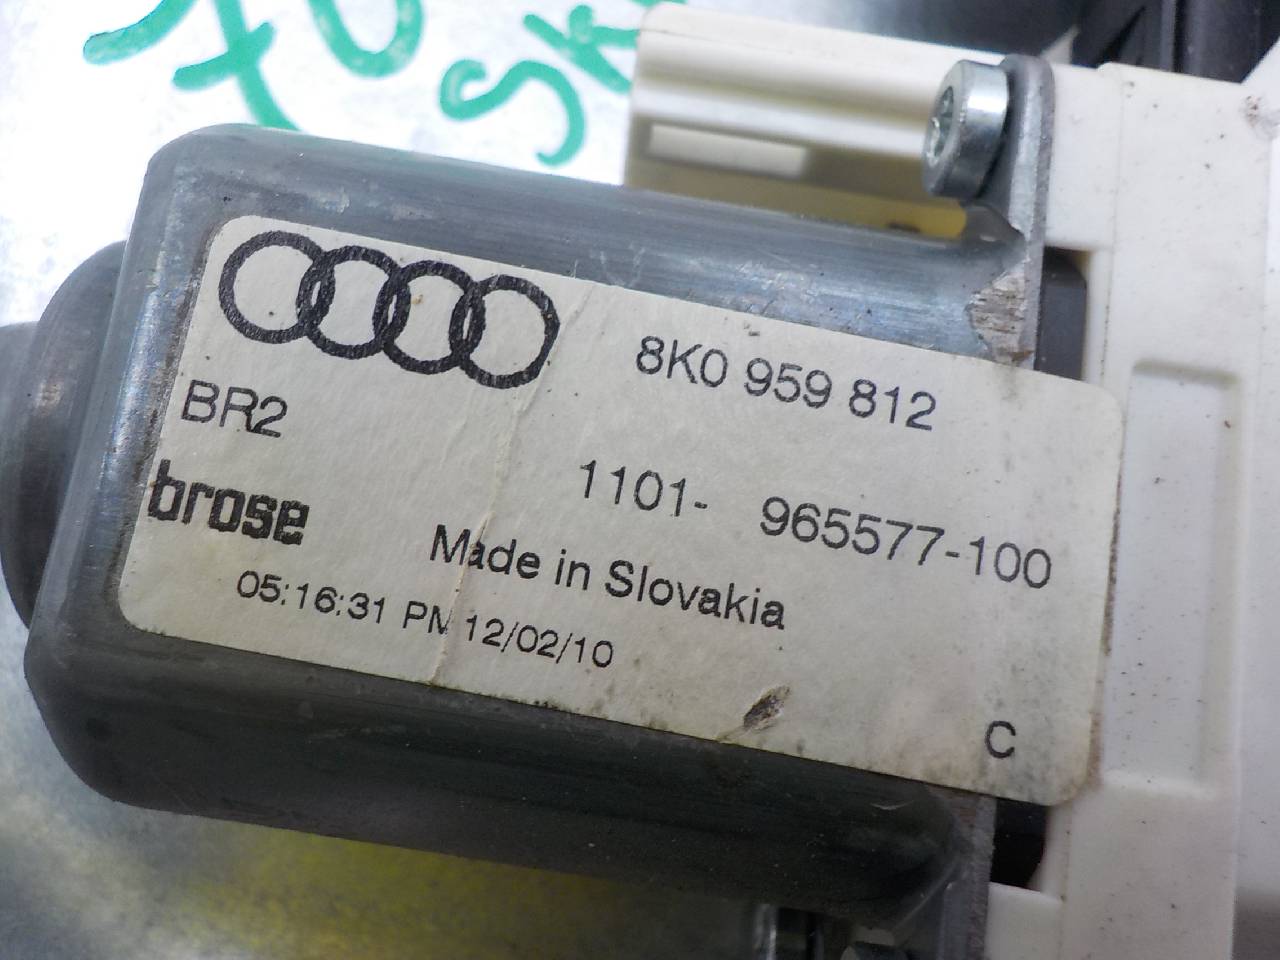 8K0 959 812
BR2
1101- 965577-100
brose
Made in Slovakia
05:16:31 PM 12/02/10
C